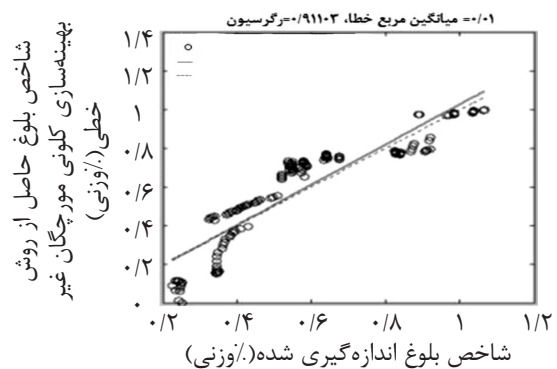 ۰/۰۱= میانگین مربع خطا، ۰/۹۱۱۰۳=رگرسیون
شاخص بلوغ حاصل از روش
بهینه‌سازی کلونی مورچگان غیر
خطی(٪وزنی)
۱/۴
۱/۲
۱
۰/۸
۰/۶
۰/۴
۰/۲
۰
۰/۲ ۰/۴ ۰/۶ ۰/۸ ۱ ۱/۲
شاخص بلوغ اندازه‌گیری شده(٪وزنی)